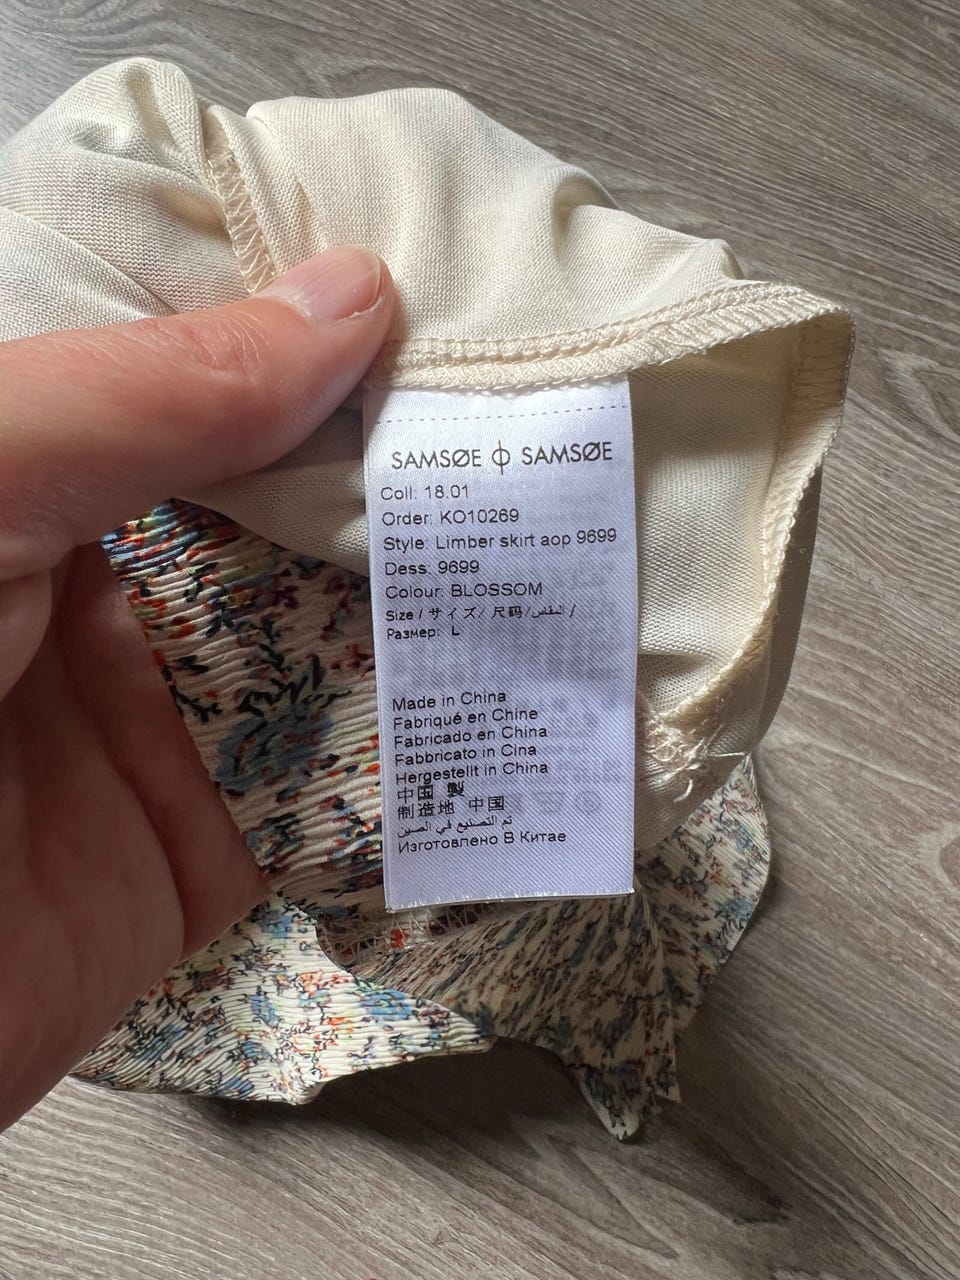 SAMSØE ɸ SAMSØE
Coll: 18.01
Order: KO10269
Style: Limber skirt aop 9699
Dess: 9699
Colour: BLOSSOM
Size / サイズ/ 尺码/المقاس /
Размер: L
Made in China
Fabriqué en Chine
Fabricado en China
Fabbricato in Cina
Hergestellt in China
中国 製
制造地 中国
تم التصنيع في الصين
Изготовлено В Китае